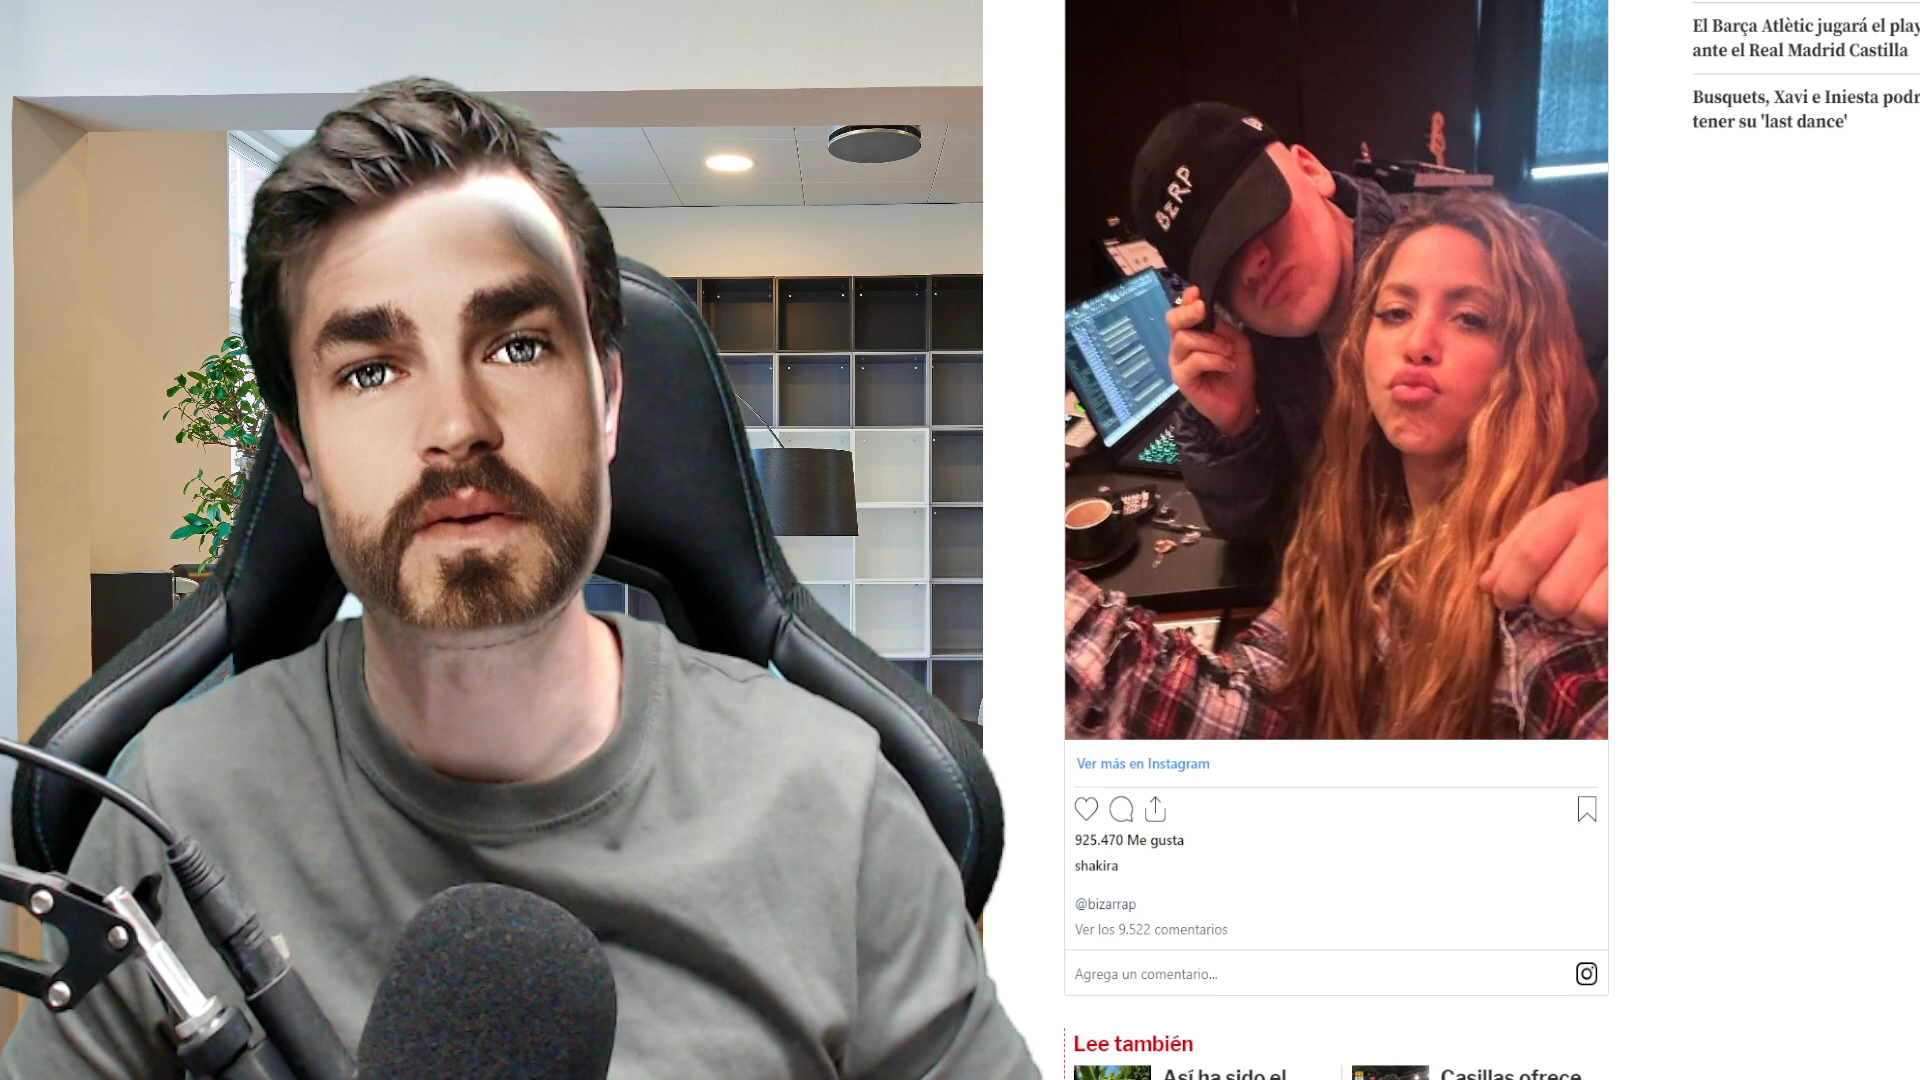 BZRP
Ver más en Instagram
925.470 Me gusta
shakira
@bizarrap
Ver los 9.522 comentarios
Agrega un comentario...
Lee también
Así ha sido el
Casillas ofrece
El Barça Atlètic jugará el play
ante el Real Madrid Castilla
Busquets, Xavi e Iniesta podr
tener su 'last dance'